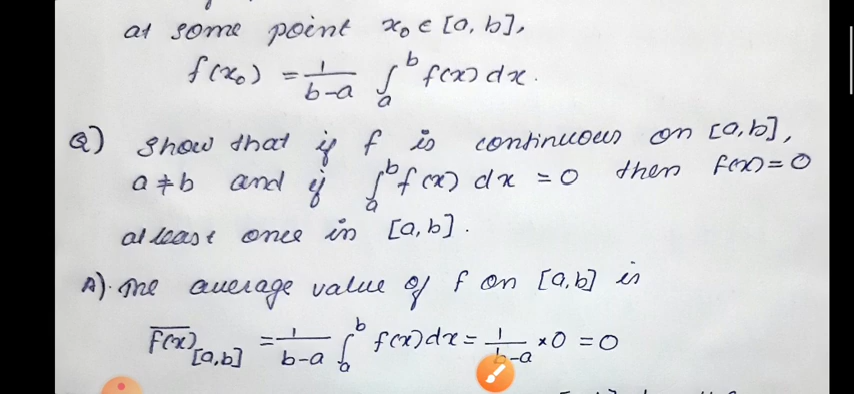 at some point x₀ ∈ [a, b],
f(x₀) = 1/(b-a) ∫ₐᵇ f(x) dx.
Q) Show that if f is continuous on [a,b],
a ≠ b and if ∫ₐᵇ f(x) dx = 0 then f(x) = 0
atleast once in [a,b].
A). The average value of f on [a,b] is
f̅(̅x̅)̅ [a,b] = 1/(b-a) ∫ₐᵇ f(x) dx = 1/(b-a) × 0 = 0